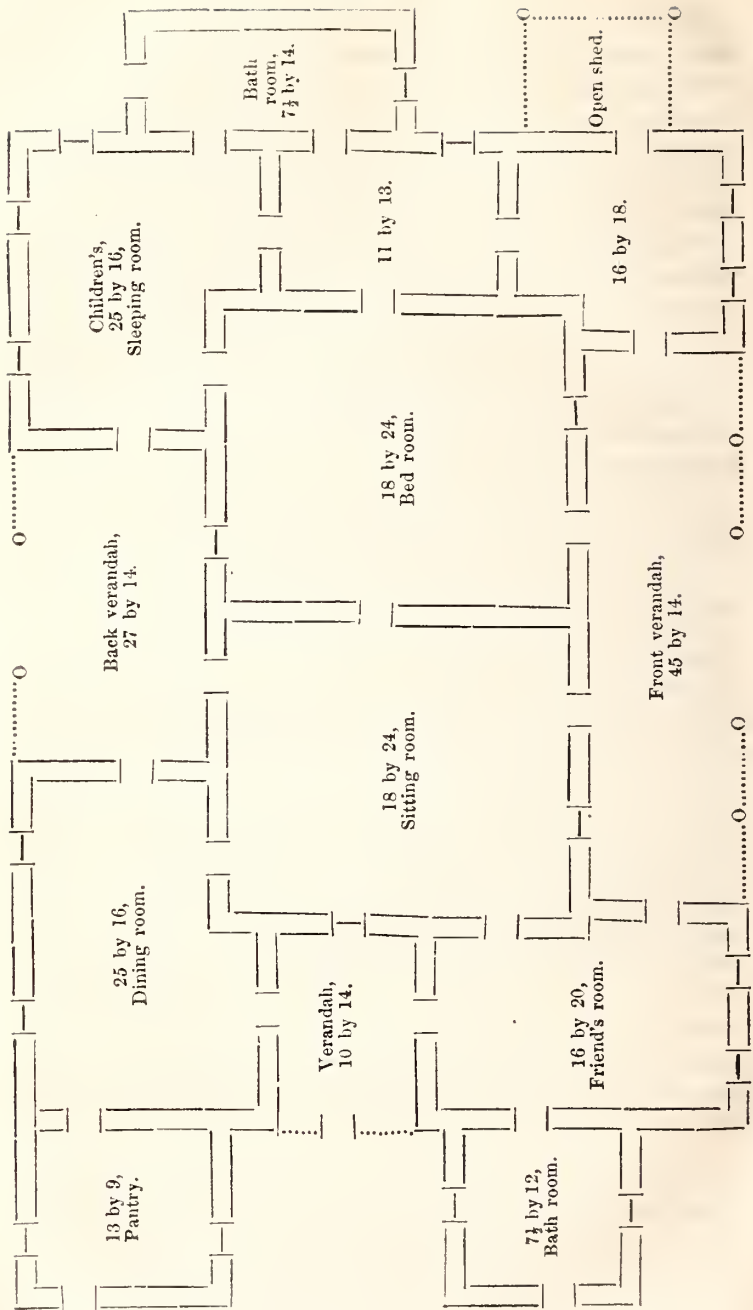 13 by 9,
Pantry.
25 by 16,
Dining room.
Back verandah,
27 by 14.
Children's,
25 by 16,
Sleeping room.
Bath
room,
7½ by 14.
Verandah,
10 by 14.
18 by 24,
Sitting room.
18 by 24,
Bed room.
11 by 13.
7½ by 12,
Bath room.
16 by 20,
Friend's room.
Front verandah,
45 by 14.
16 by 18.
Open shed.